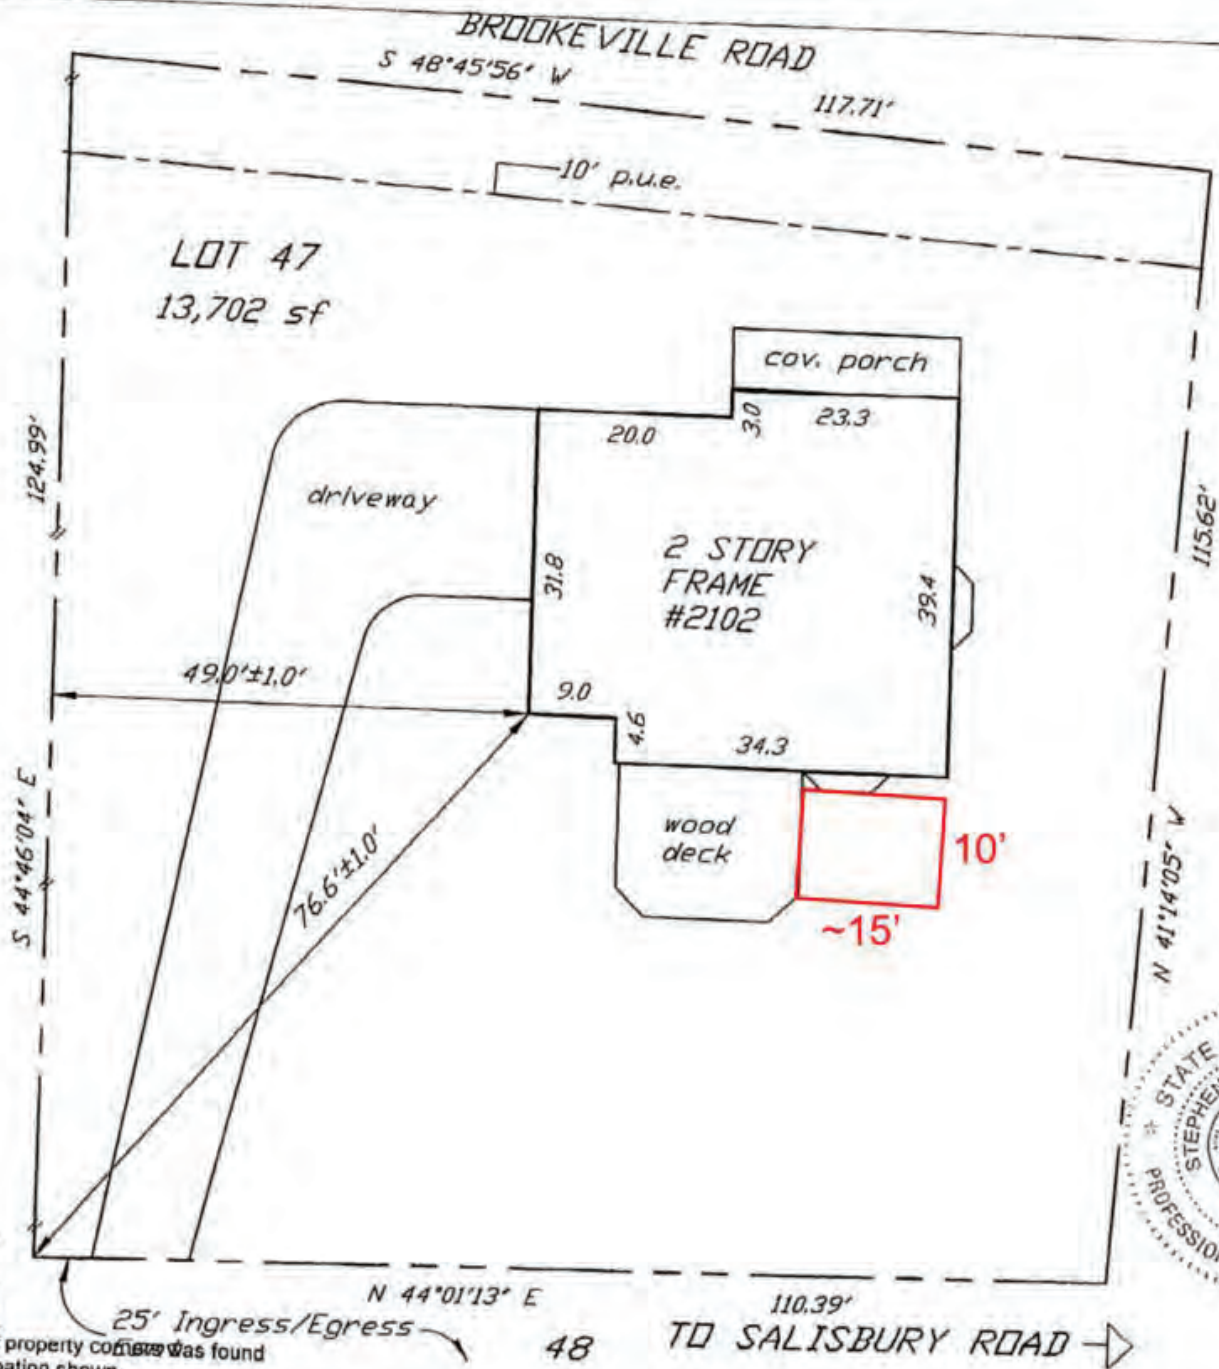 BROOKEVILLE ROAD
S 48°45'56" W
117.71'
10' p.u.e.
LOT 47
13,702 sf
cov. porch
20.0
3.0
23.3
124.99'
115.62'
driveway
2 STORY
FRAME
#2102
31.8
39.4
49.0'±1.0'
9.0
4.6
34.3
S 44°46'04" E
wood
deck
10'
~15'
76.6'±1.0'
N 41°14'05" W
STATE
STEPHEN
PROFESSIO
N 44°01'13" E
110.39'
25' Ingress/Egress
48
TO SALISBURY ROAD
property corners was found
shown